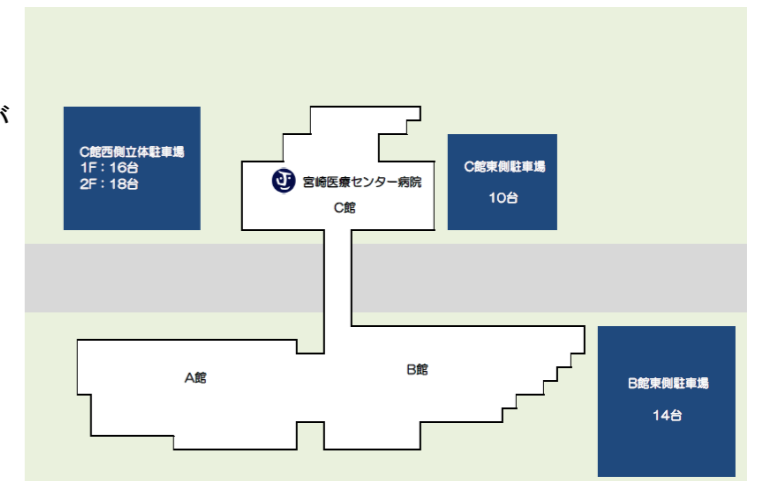 が
C館西側立体駐車場
1F：16台
2F：18台
宮崎医療センター病院
C館
C館東側駐車場
10台
A館
B館
B館東側駐車場
14台